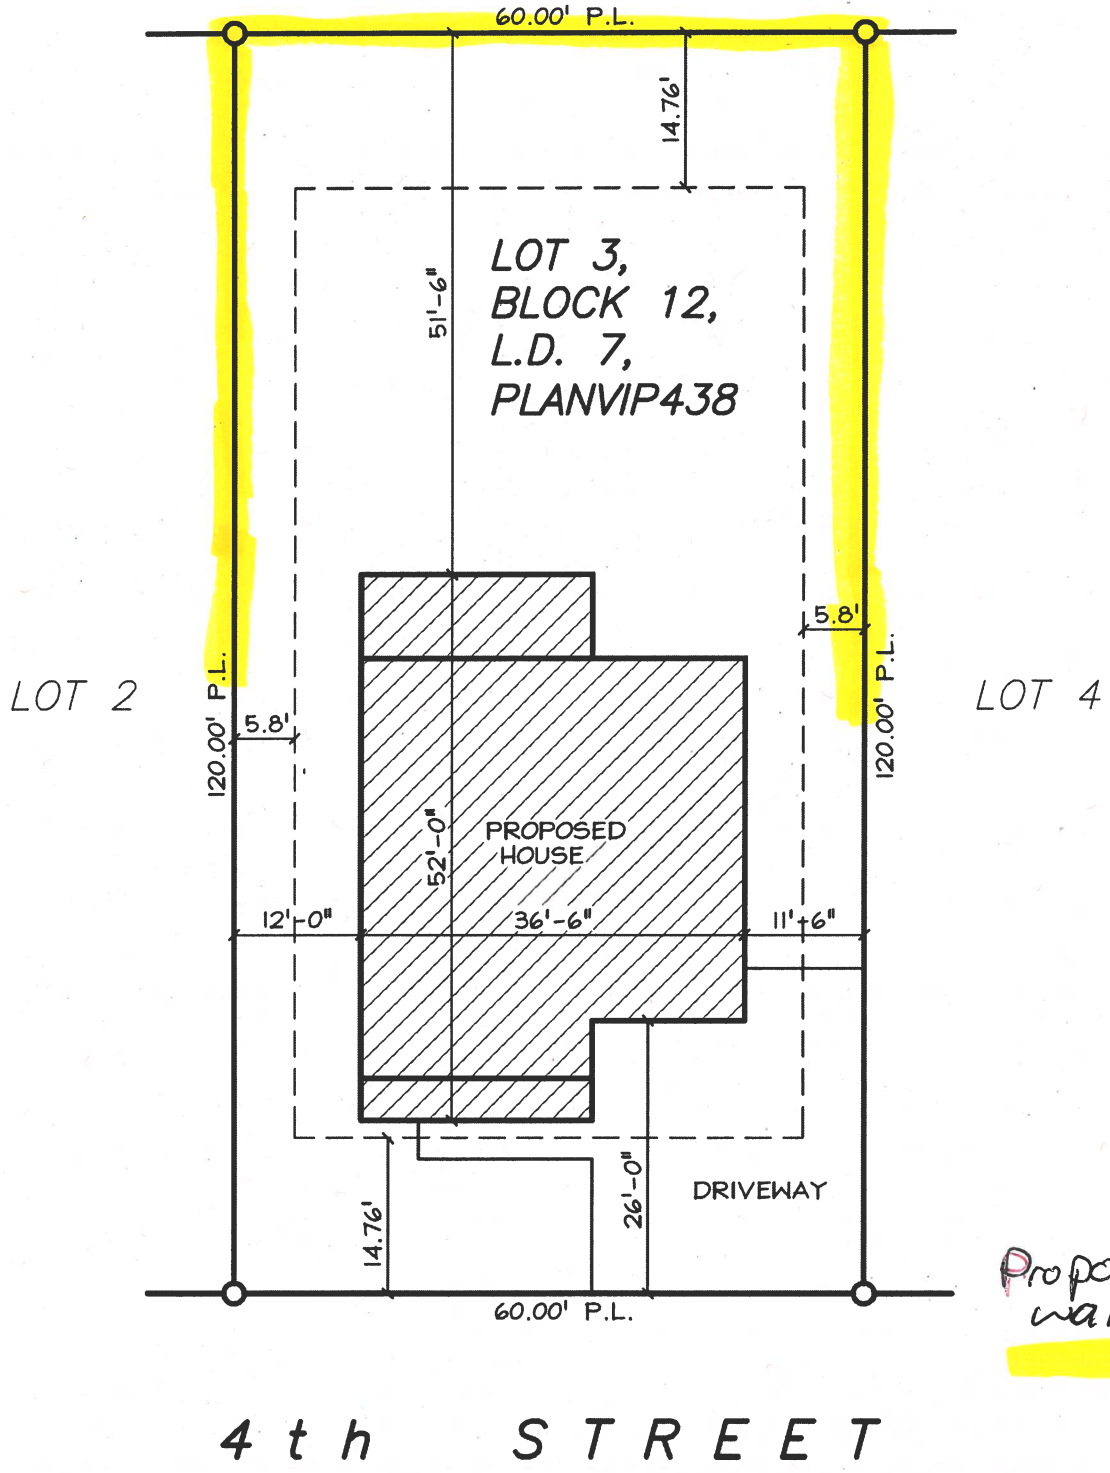 60.00' P.L.
14.76'
51'-6"
LOT 3,
BLOCK 12,
L.D. 7,
PLANVIP438
5.8'
120.00' P.L.
LOT 2
LOT 4
120.00' P.L.
5.8'
52'-0"
PROPOSED
HOUSE
12'-0"
36'-6"
11'-6"
14.76'
26'-0"
DRIVEWAY
60.00' P.L.
4th STREET